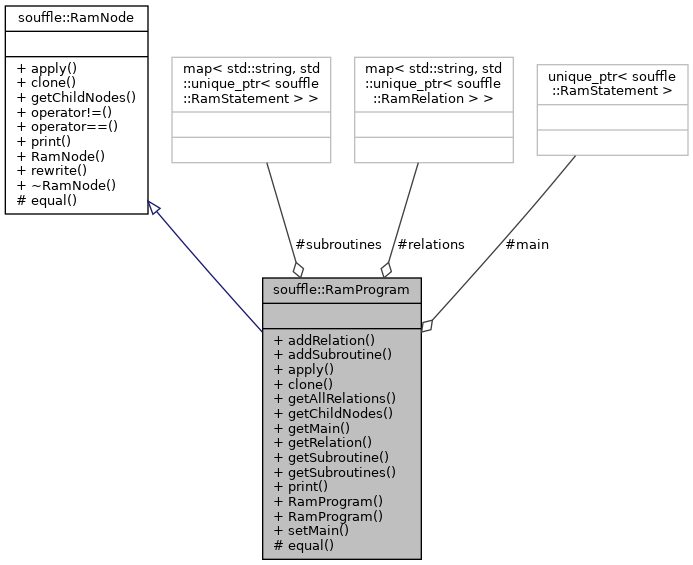 souffle::RamNode
+ apply()
+ clone()
+ getChildNodes()
+ operator!=()
+ operator==()
+ print()
+ RamNode()
+ rewrite()
+ ~RamNode()
# equal()
map< std::string, std
::unique_ptr< souffle
::RamStatement > >
map< std::string, std
::unique_ptr< souffle
::RamRelation > >
unique_ptr< souffle
::RamStatement >
#subroutines
#relations
#main
souffle::RamProgram
+ addRelation()
+ addSubroutine()
+ apply()
+ clone()
+ getAllRelations()
+ getChildNodes()
+ getMain()
+ getRelation()
+ getSubroutine()
+ getSubroutines()
+ print()
+ RamProgram()
+ RamProgram()
+ setMain()
# equal()